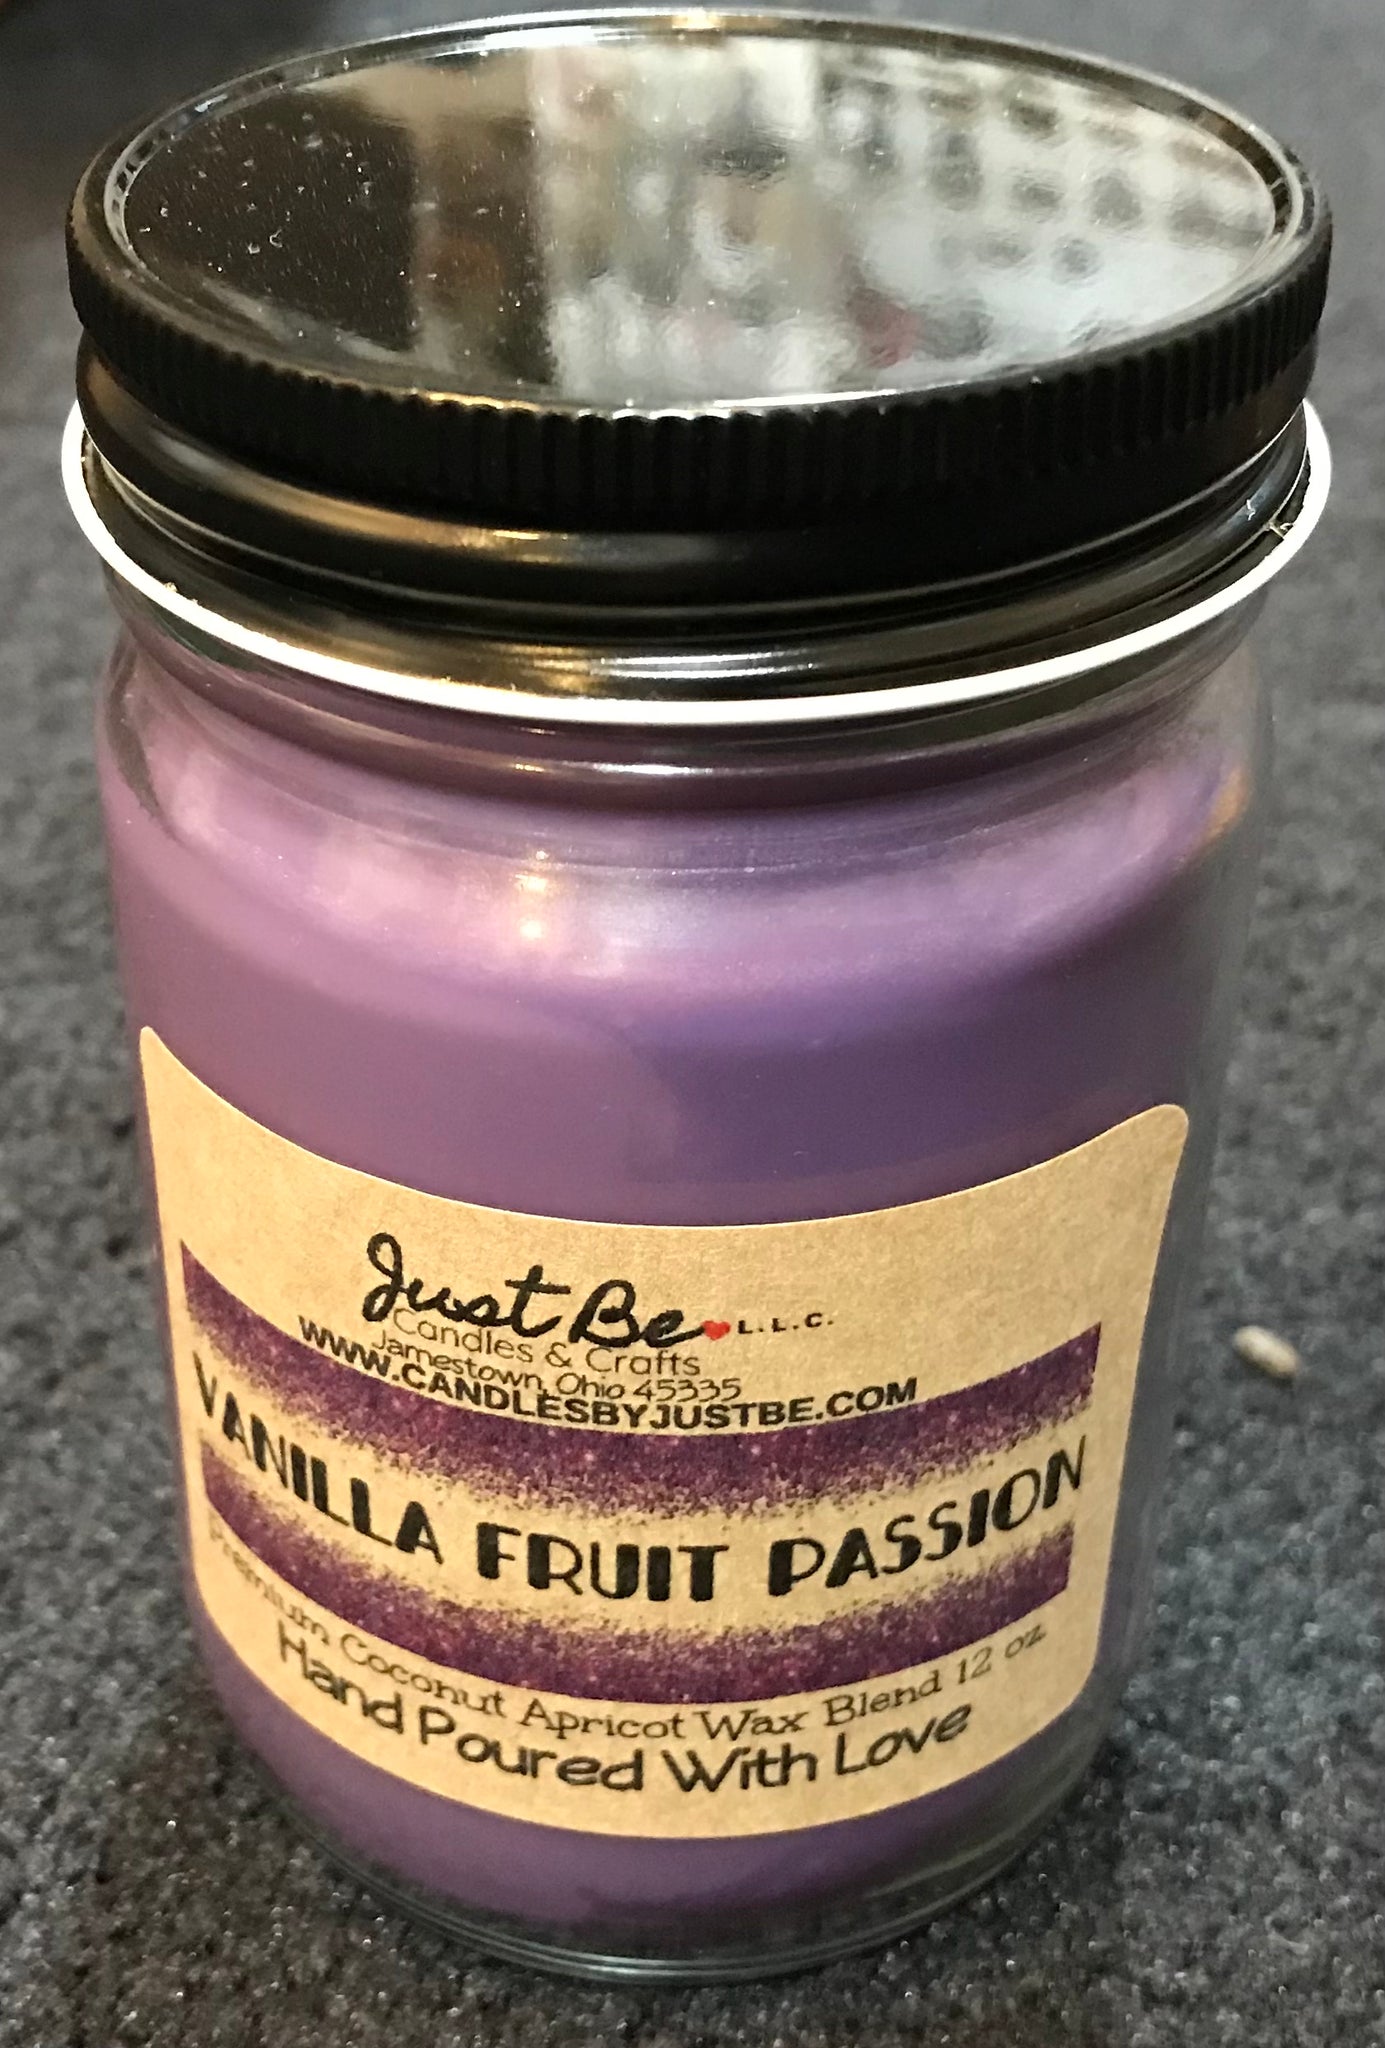 Just Be L.L.C.
Candles & Crafts
Jamestown, Ohio 45335
WWW.CANDLESBYJUSTBE.COM
VANILLA FRUIT PASSION
Premium Coconut Apricot Wax Blend 12 oz
Hand Poured With Love